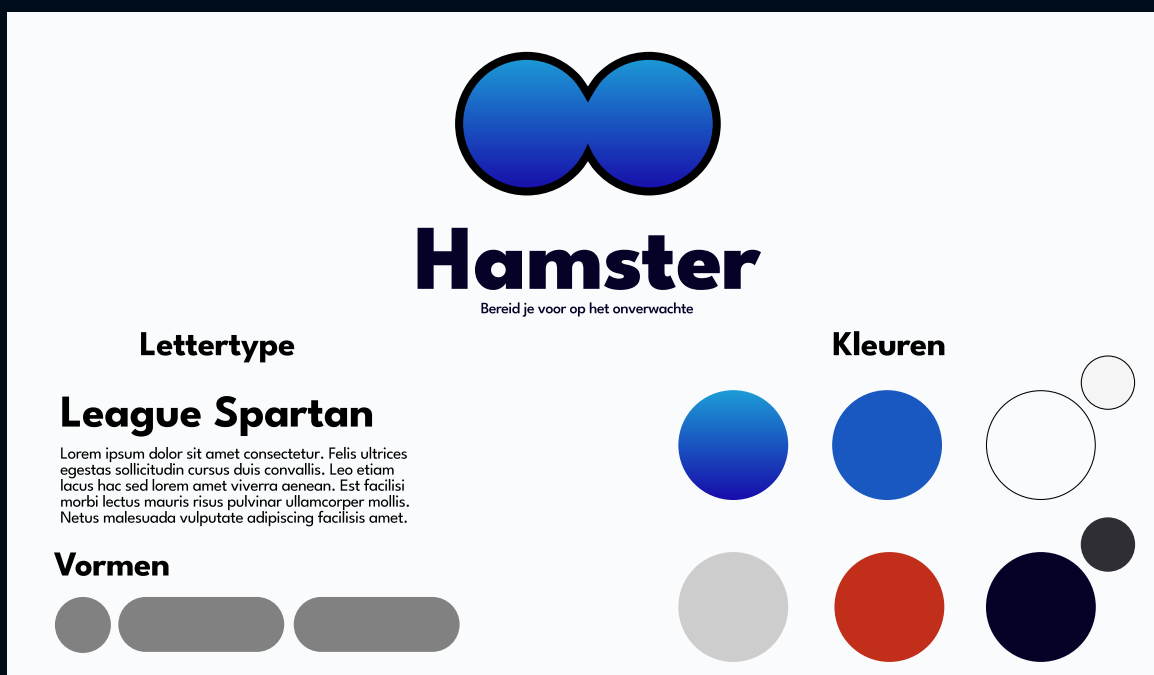 Hamster
Bereid je voor op het onverwachte
Lettertype
League Spartan
Lorem ipsum dolor sit amet consectetur. Felis ultrices
egestas sollicitudin cursus duis convallis. Leo etiam
lacus hac sed lorem amet viverra aenean. Est facilisi
morbi lectus mauris risus pulvinar ullamcorper mollis.
Netus malesuada vulputate adipiscing facilisis amet.
Vormen
Kleuren